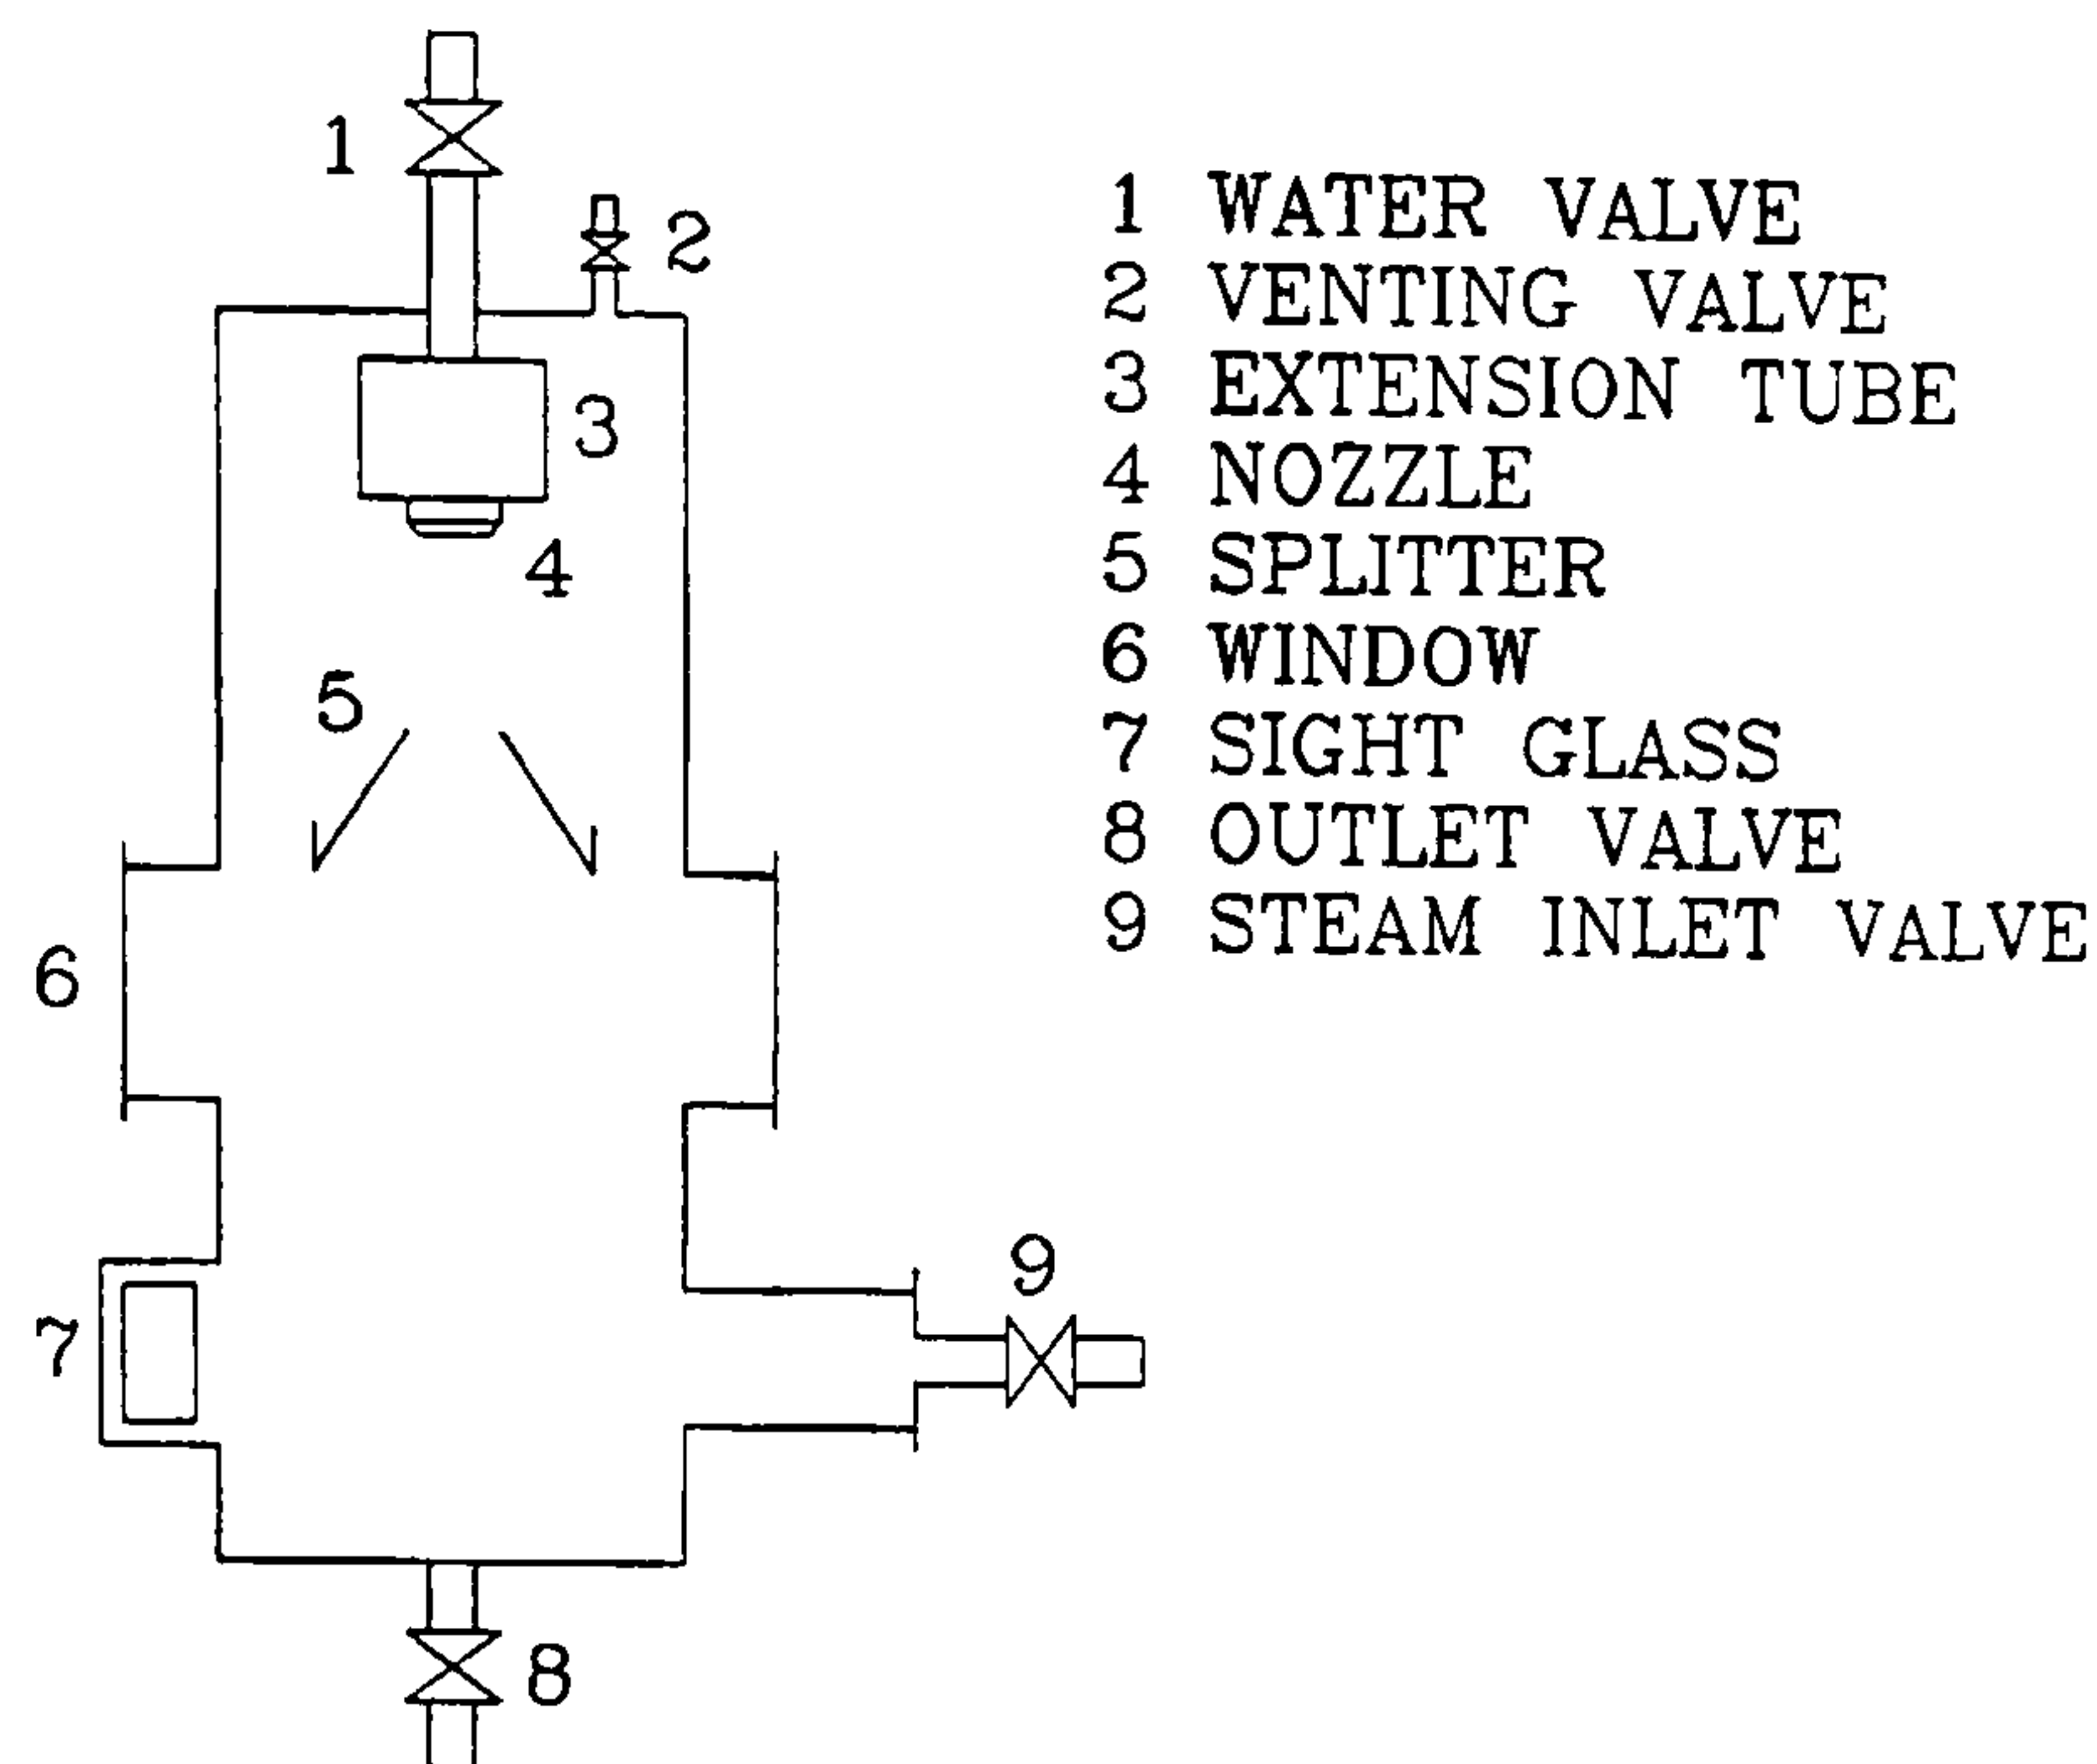 1
2
3
4
5
6
7
8
9
1 WATER VALVE
2 VENTING VALVE
3 EXTENSION TUBE
4 NOZZLE
5 SPLITTER
6 WINDOW
7 SIGHT GLASS
8 OUTLET VALVE
9 STEAM INLET VALVE